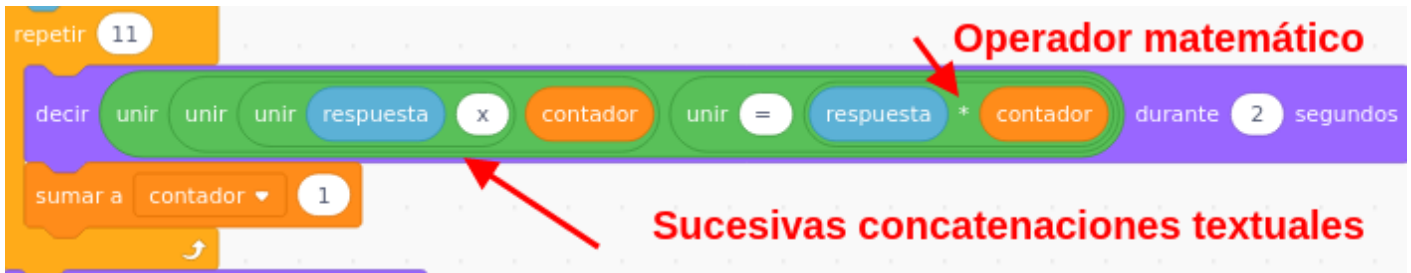 repetir 11
Operador matemático
decir unir unir unir respuesta x contador unir = respuesta * contador durante 2 segundos
sumar a contador 1
Sucesivas concatenaciones textuales